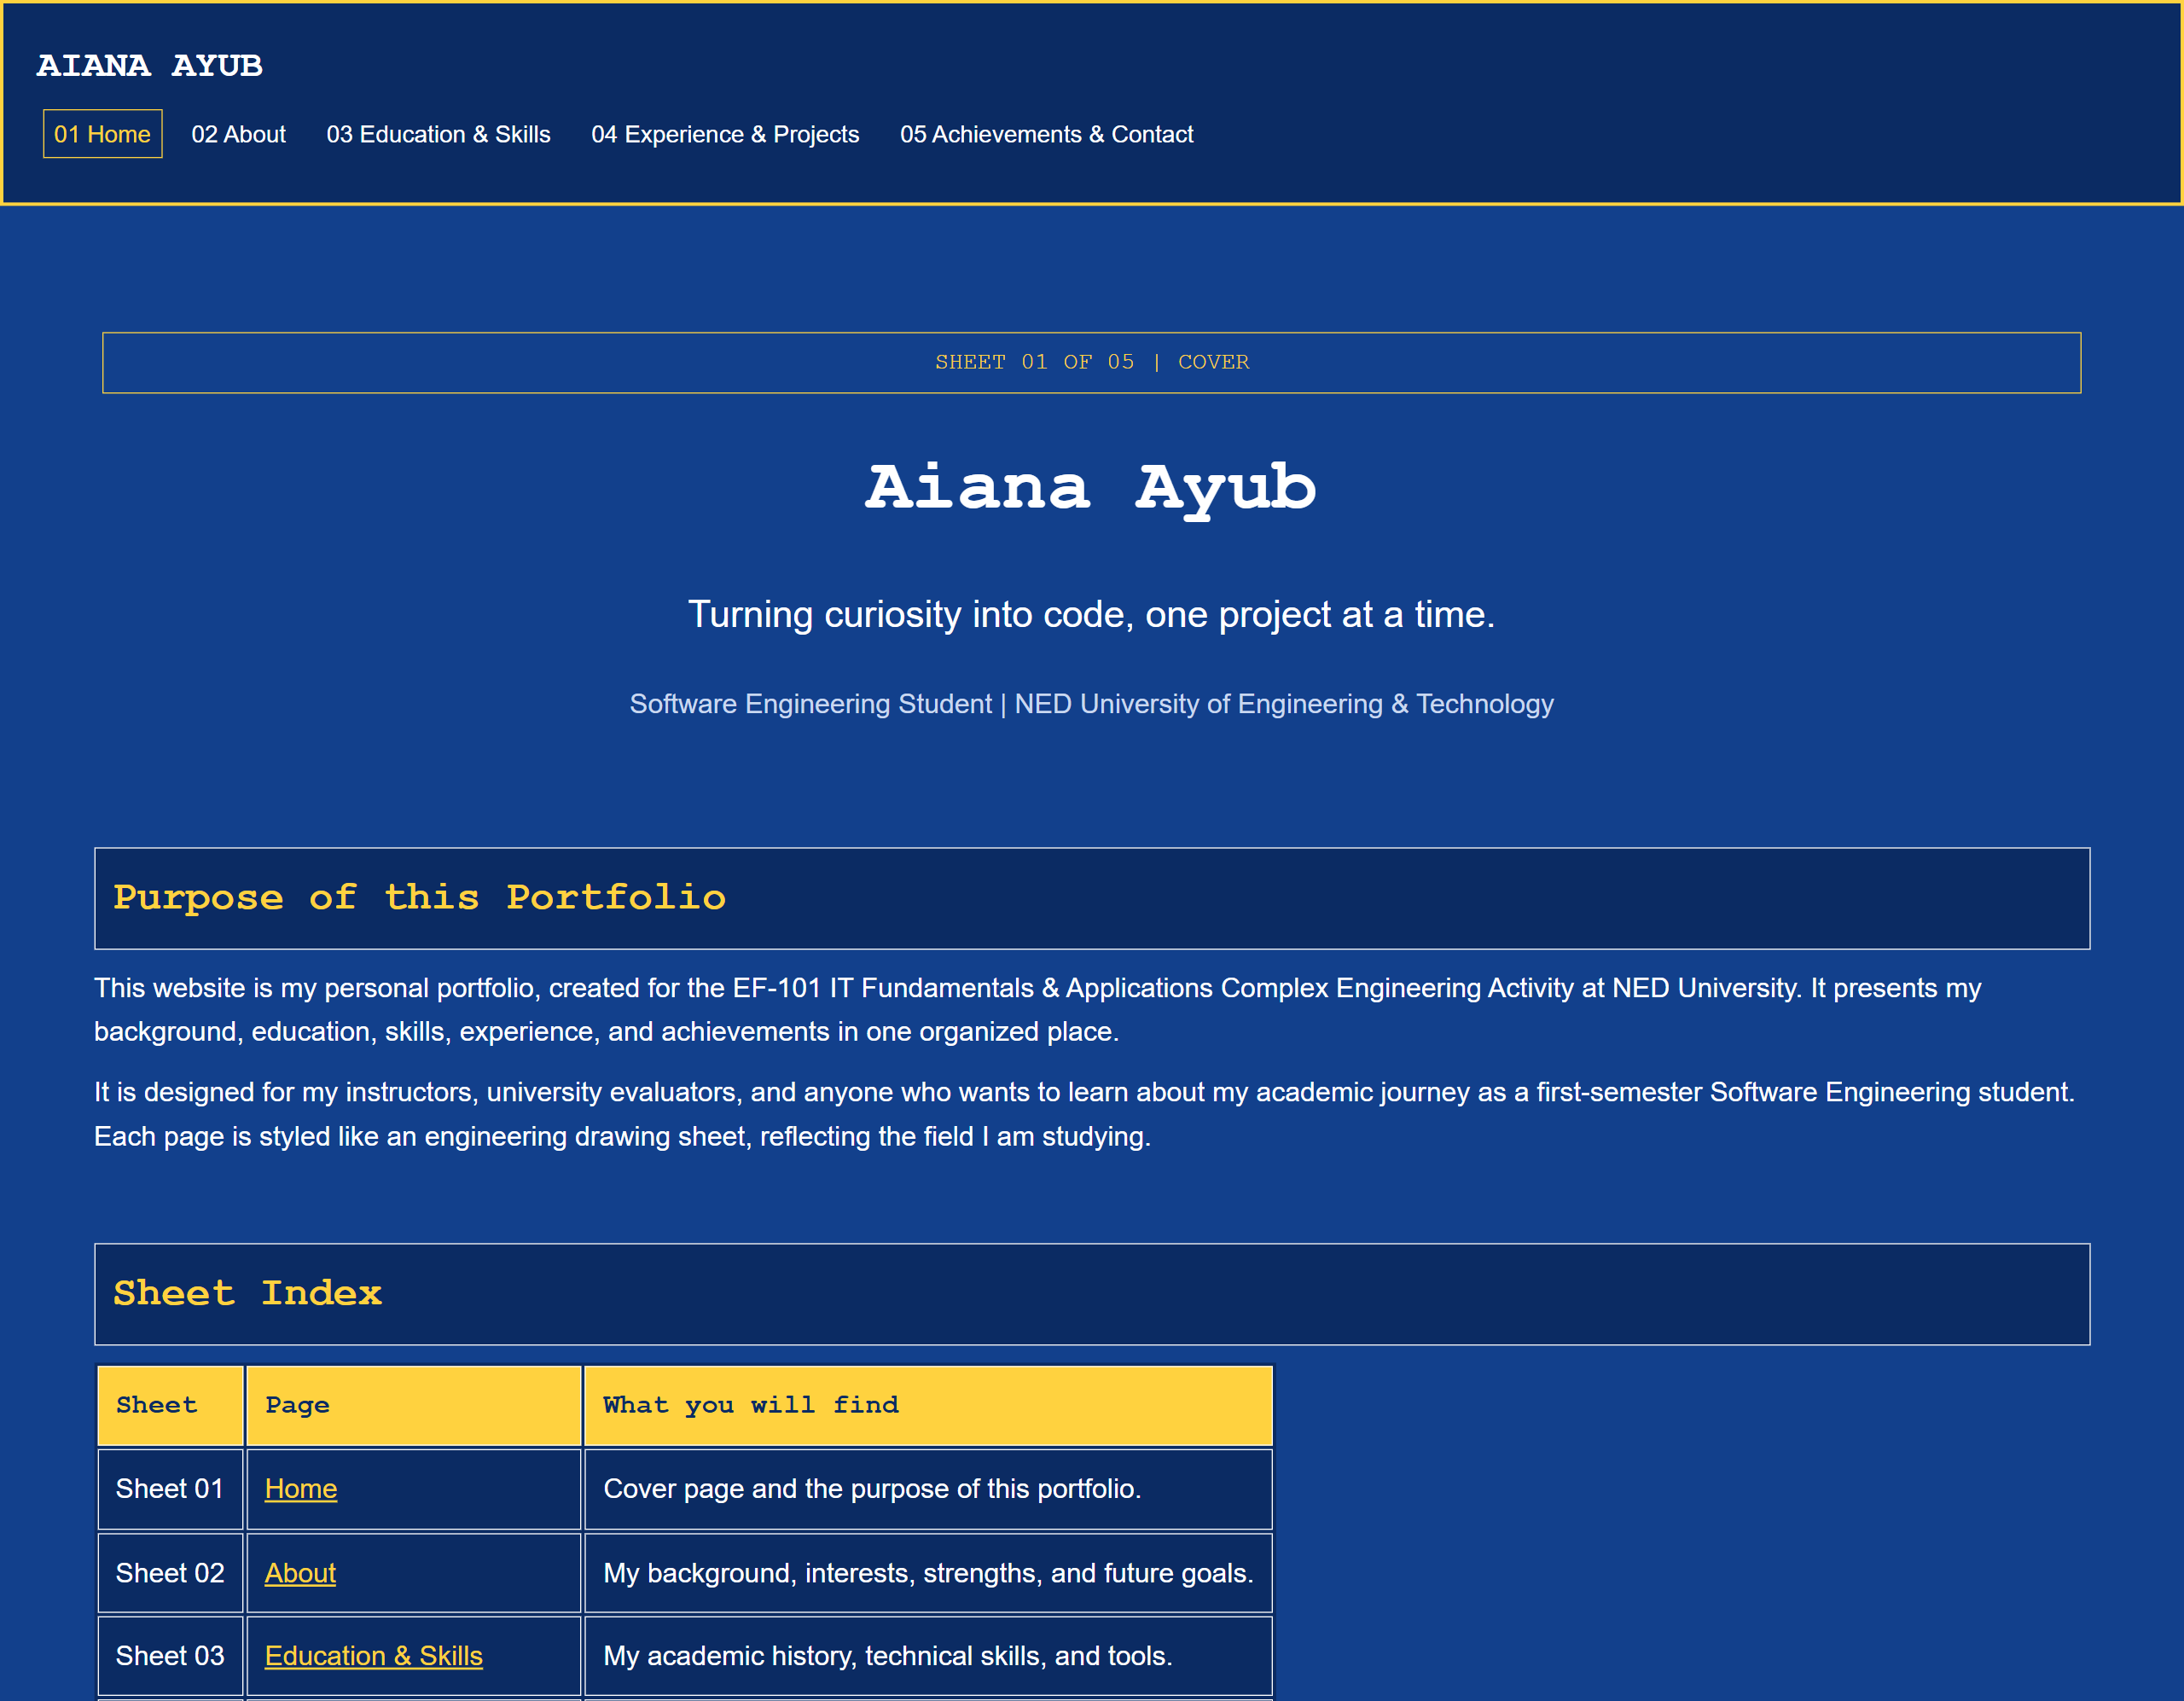 AIANA AYUB
01 Home 02 About 03 Education & Skills 04 Experience & Projects 05 Achievements & Contact
SHEET 01 OF 05 | COVER
Aiana Ayub
Turning curiosity into code, one project at a time.
Software Engineering Student | NED University of Engineering & Technology
Purpose of this Portfolio
This website is my personal portfolio, created for the EF-101 IT Fundamentals & Applications Complex Engineering Activity at NED University. It presents my
background, education, skills, experience, and achievements in one organized place.
It is designed for my instructors, university evaluators, and anyone who wants to learn about my academic journey as a first-semester Software Engineering student.
Each page is styled like an engineering drawing sheet, reflecting the field I am studying.
Sheet Index
Sheet Page What you will find
Sheet 01 Home Cover page and the purpose of this portfolio.
Sheet 02 About My background, interests, strengths, and future goals.
Sheet 03 Education & Skills My academic history, technical skills, and tools.